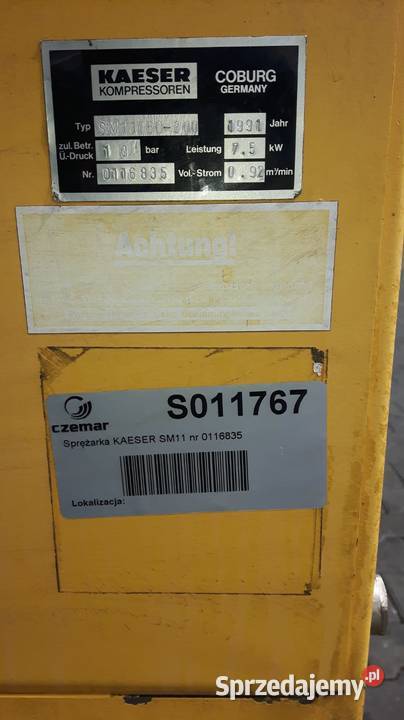 KAESER
KOMPRESSOREN
COBURG
GERMANY
Typ 1991 Jahr
zul. Betr.
Ü.-Druck bar Leistung 7.5 kW
Nr. 0116835 Vol.-Strom 0.92 m³/min
Achtung!
czemar
S011767
Sprężarka KAESER SM11 nr 0116835
Lokalizacja:
Sprzedajemy.pl